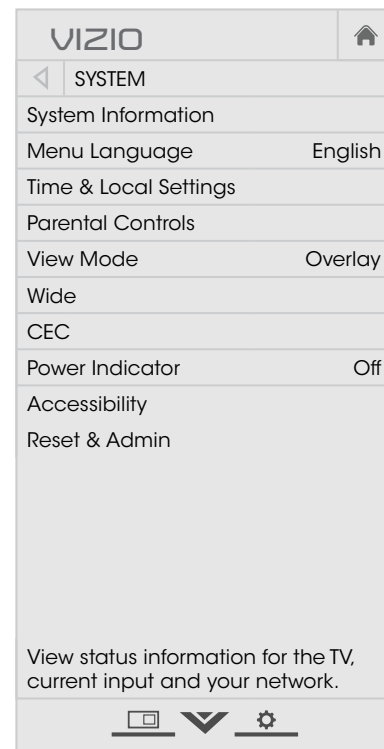 VIZIO
SYSTEM
System Information
Menu Language English
Time & Local Settings
Parental Controls
View Mode Overlay
Wide
CEC
Power Indicator Off
Accessibility
Reset & Admin
View status information for the TV,
current input and your network.